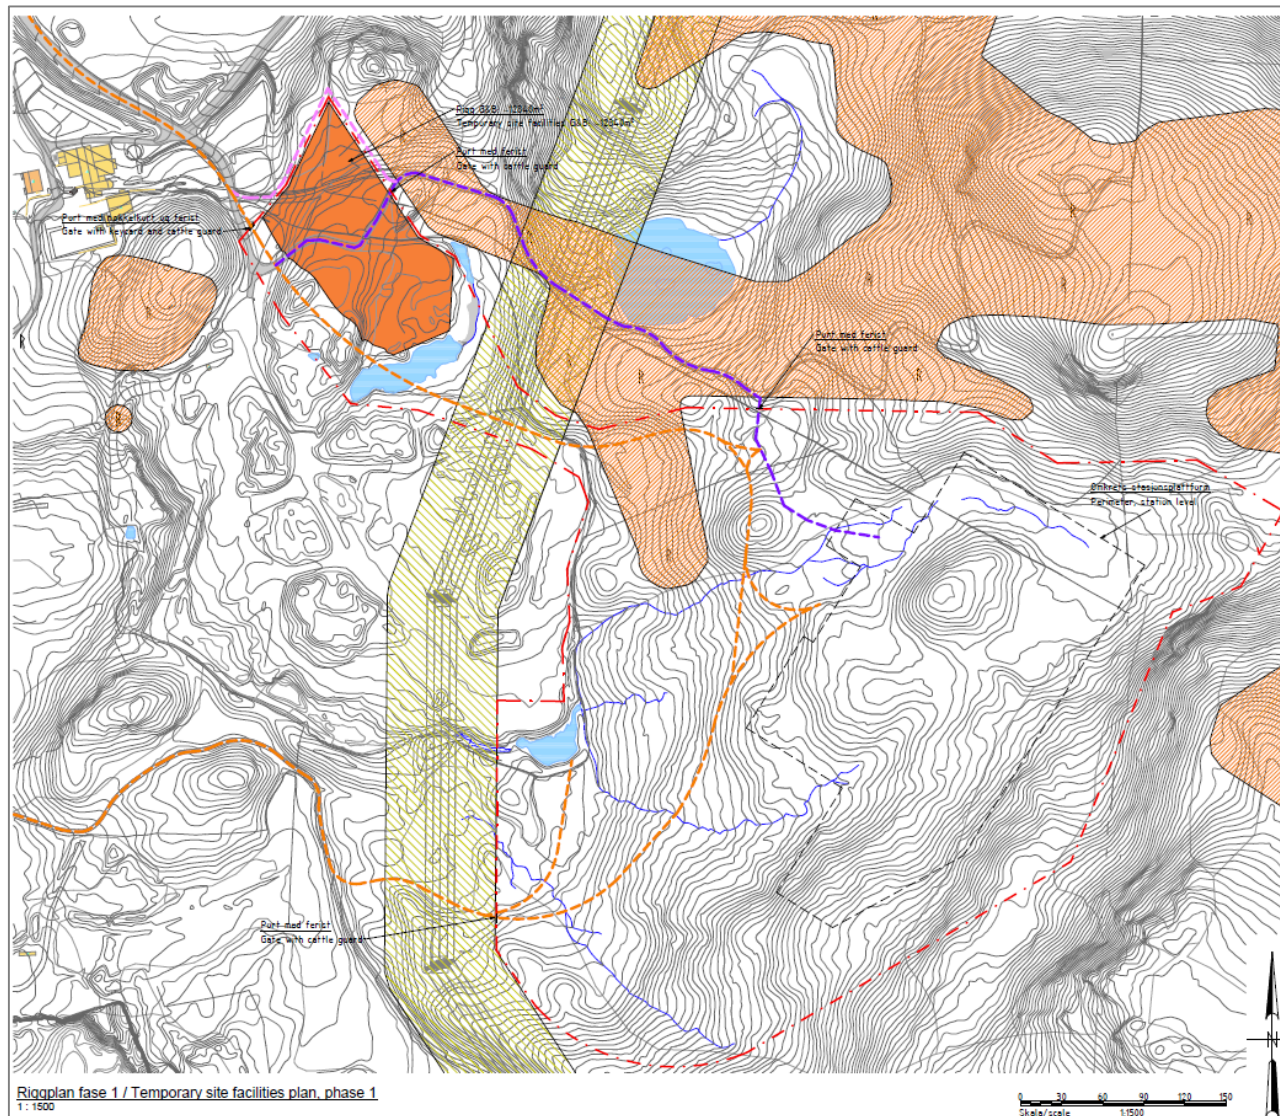 Rigg G&B: ~12340m²
Temporary site facilities G&B: ~12340m²
Port med ferist
Gate with cattle guard
Port med nøkkelkort og ferist
Gate with keycard and cattle guard
Port med ferist
Gate with cattle guard
Omkrets stasjonsplattform
Perimeter, station level
Port med ferist
Gate with cattle guard
R
R
R
R
R
R
R
R
R
R
N
Riggplan fase 1 / Temporary site facilities plan, phase 1
1 : 1500
0 30 60 90 120 150
Skala/scale 1:1500